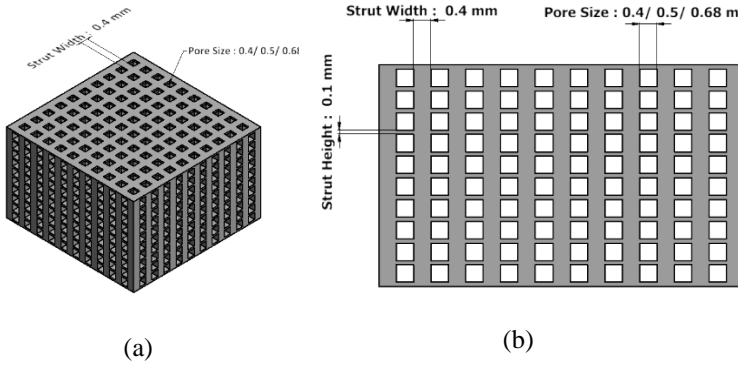 Strut Width : 0.4 mm
Pore Size : 0.4/ 0.5/ 0.68
Strut Width : 0.4 mm
Pore Size : 0.4/ 0.5/ 0.68 m
Strut Height : 0.1 mm
(a)
(b)